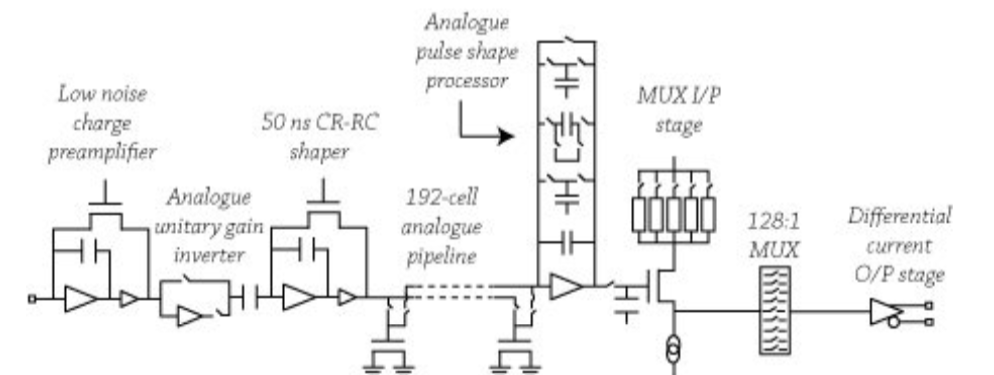 Low noise
charge
preamplifier
Analogue
unitary gain
inverter
50 ns CR-RC
shaper
192-cell
analogue
pipeline
Analogue
pulse shape
processor
MUX I/P
stage
128:1
MUX
Differential
current
O/P stage